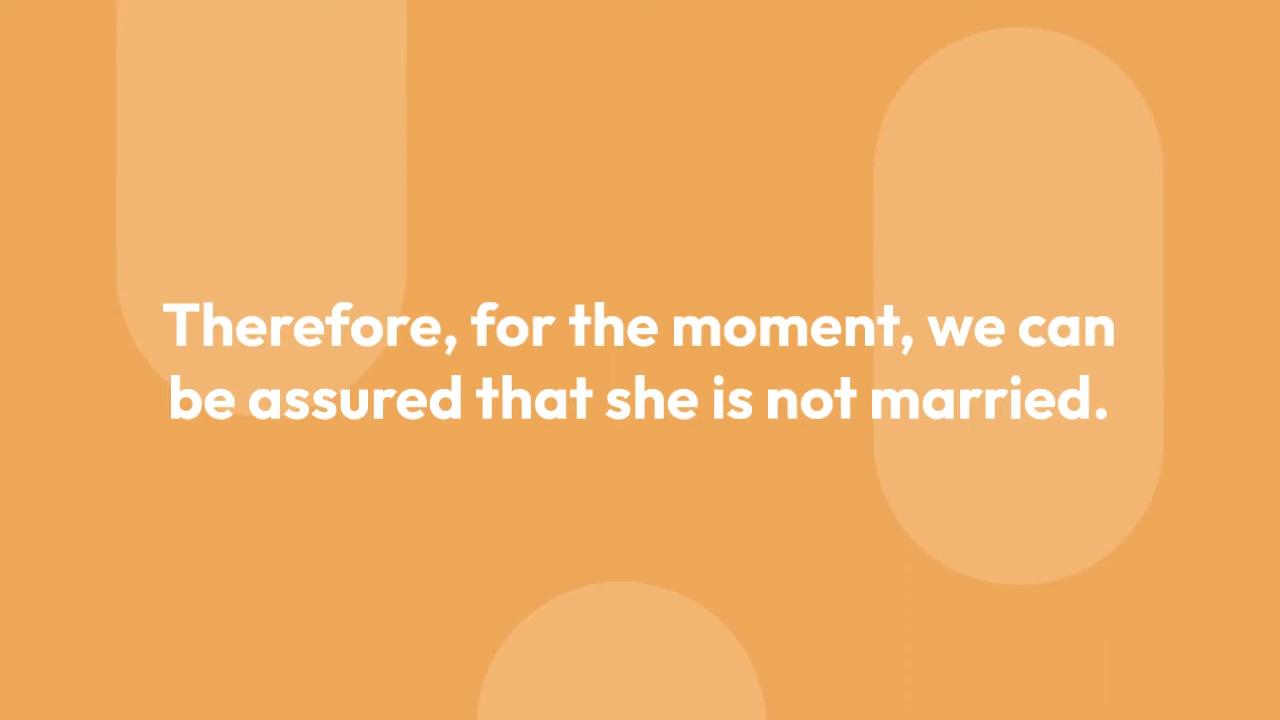 Therefore, for the moment, we can
be assured that she is not married.